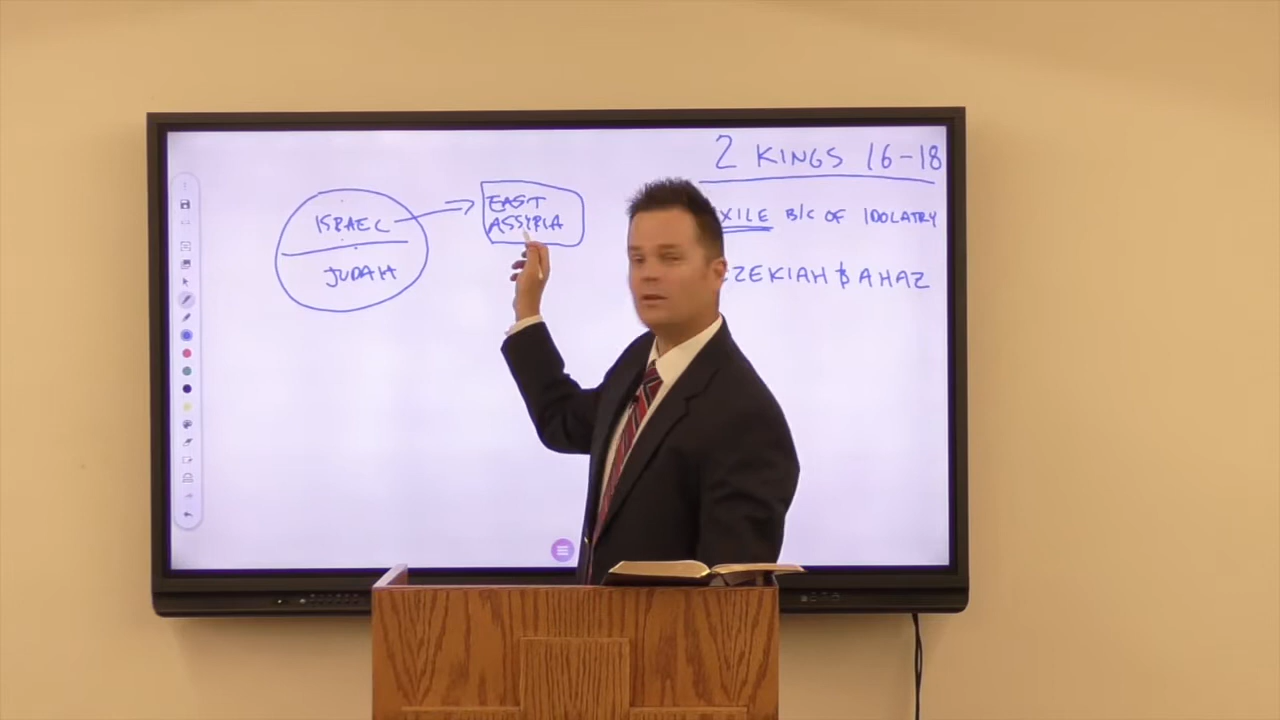 2 KINGS 16-18
ISRAEL
JUDAH
EAST
ASSYRIA
XILE B/C OF IDOLATRY
ZEKIAH & AHAZ